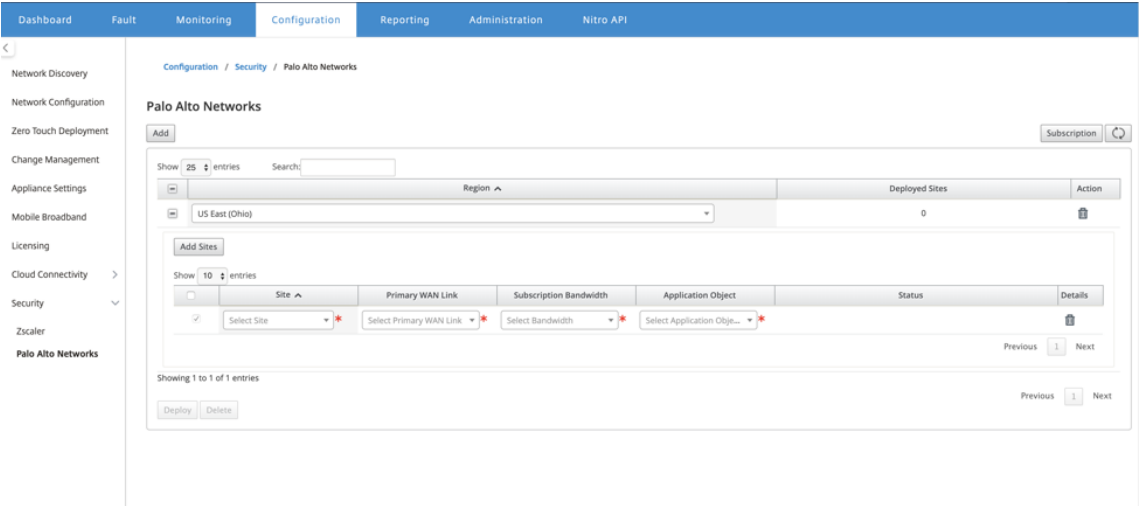 Dashboard Fault Monitoring Configuration Reporting Administration Nitro API
Configuration / Security / Palo Alto Networks
Network Discovery
Network Configuration
Zero Touch Deployment
Change Management
Appliance Settings
Mobile Broadband
Licensing
Cloud Connectivity
Security
Zscaler
Palo Alto Networks
Palo Alto Networks
Add Subscription
Show 25 entries Search:
Region Deployed Sites Action
US East (Ohio) 0
Add Sites
Show 10 entries
Site Primary WAN Link Subscription Bandwidth Application Object Status Details
Select Site * Select Primary WAN Link * Select Bandwidth * Select Application Obje... *
Previous 1 Next
Showing 1 to 1 of 1 entries
Previous 1 Next
Deploy Delete